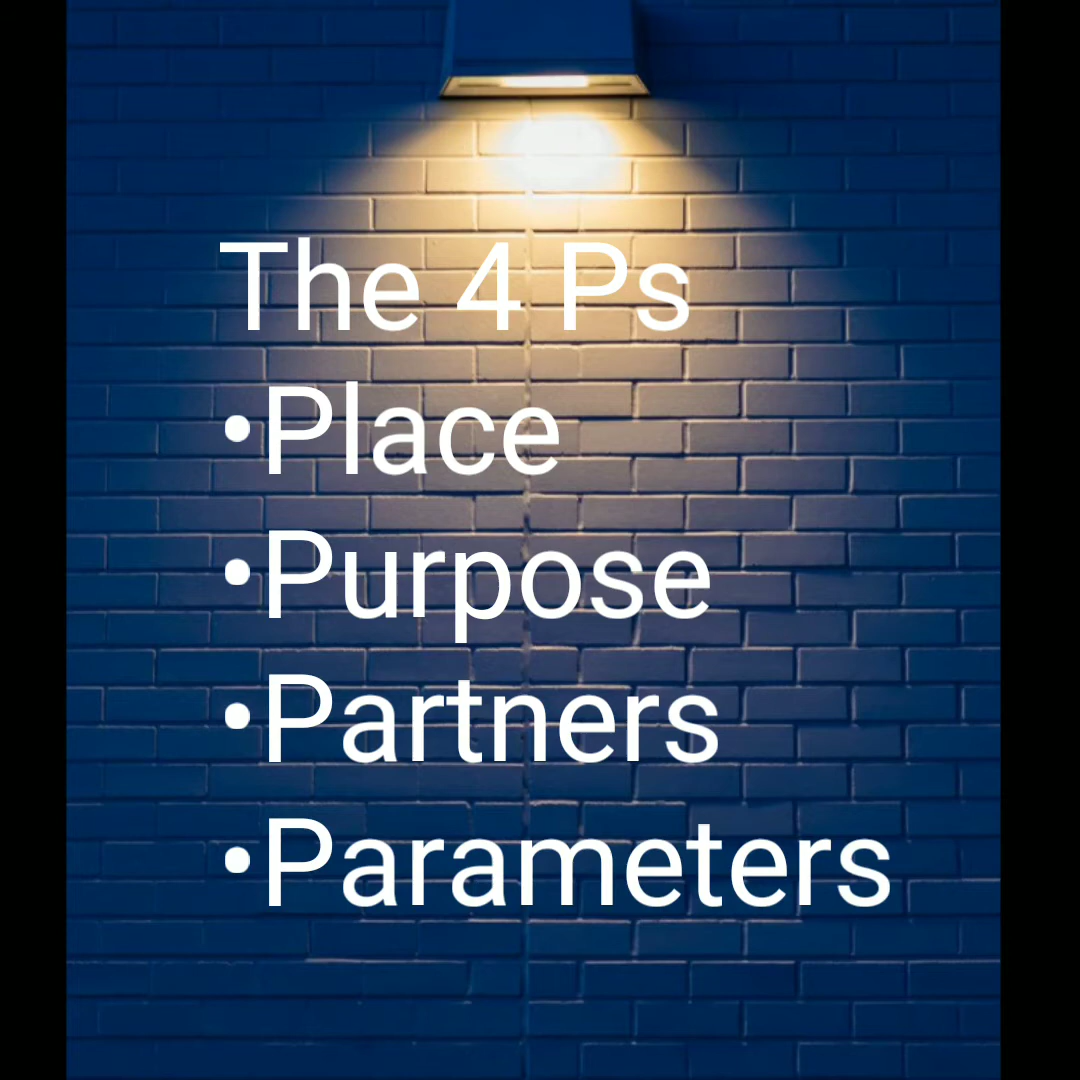 The 4 Ps
•Place
•Purpose
•Partners
•Parameters